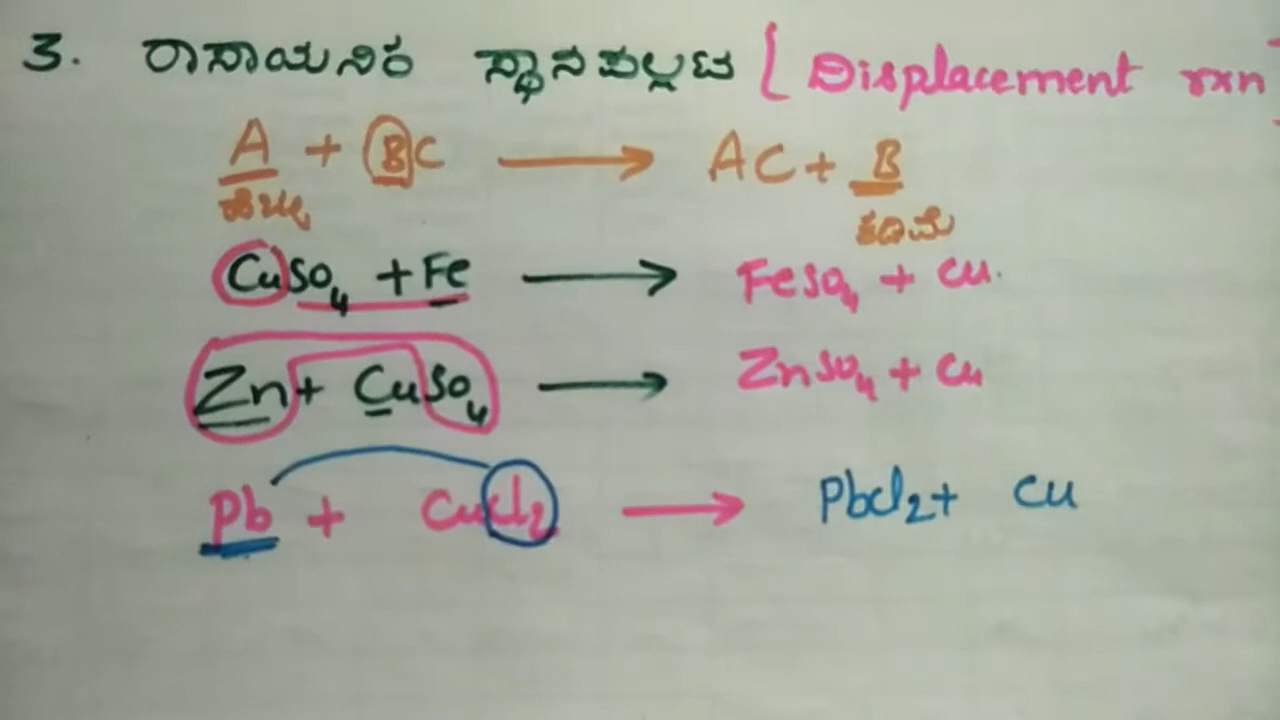 3. ರಾಸಾಯನಿಕ ಸ್ಥಾನಪಲ್ಲಟ [ Displacement rxn ]
A + BC ⟶ AC + B
ಹೆಚ್ಚು ಕಡಿಮೆ
CuSO₄ + Fe ⟶ FeSO₄ + Cu.
Zn + CuSO₄ ⟶ ZnSO₄ + Cu
Pb + CuCl₂ ⟶ PbCl₂ + Cu